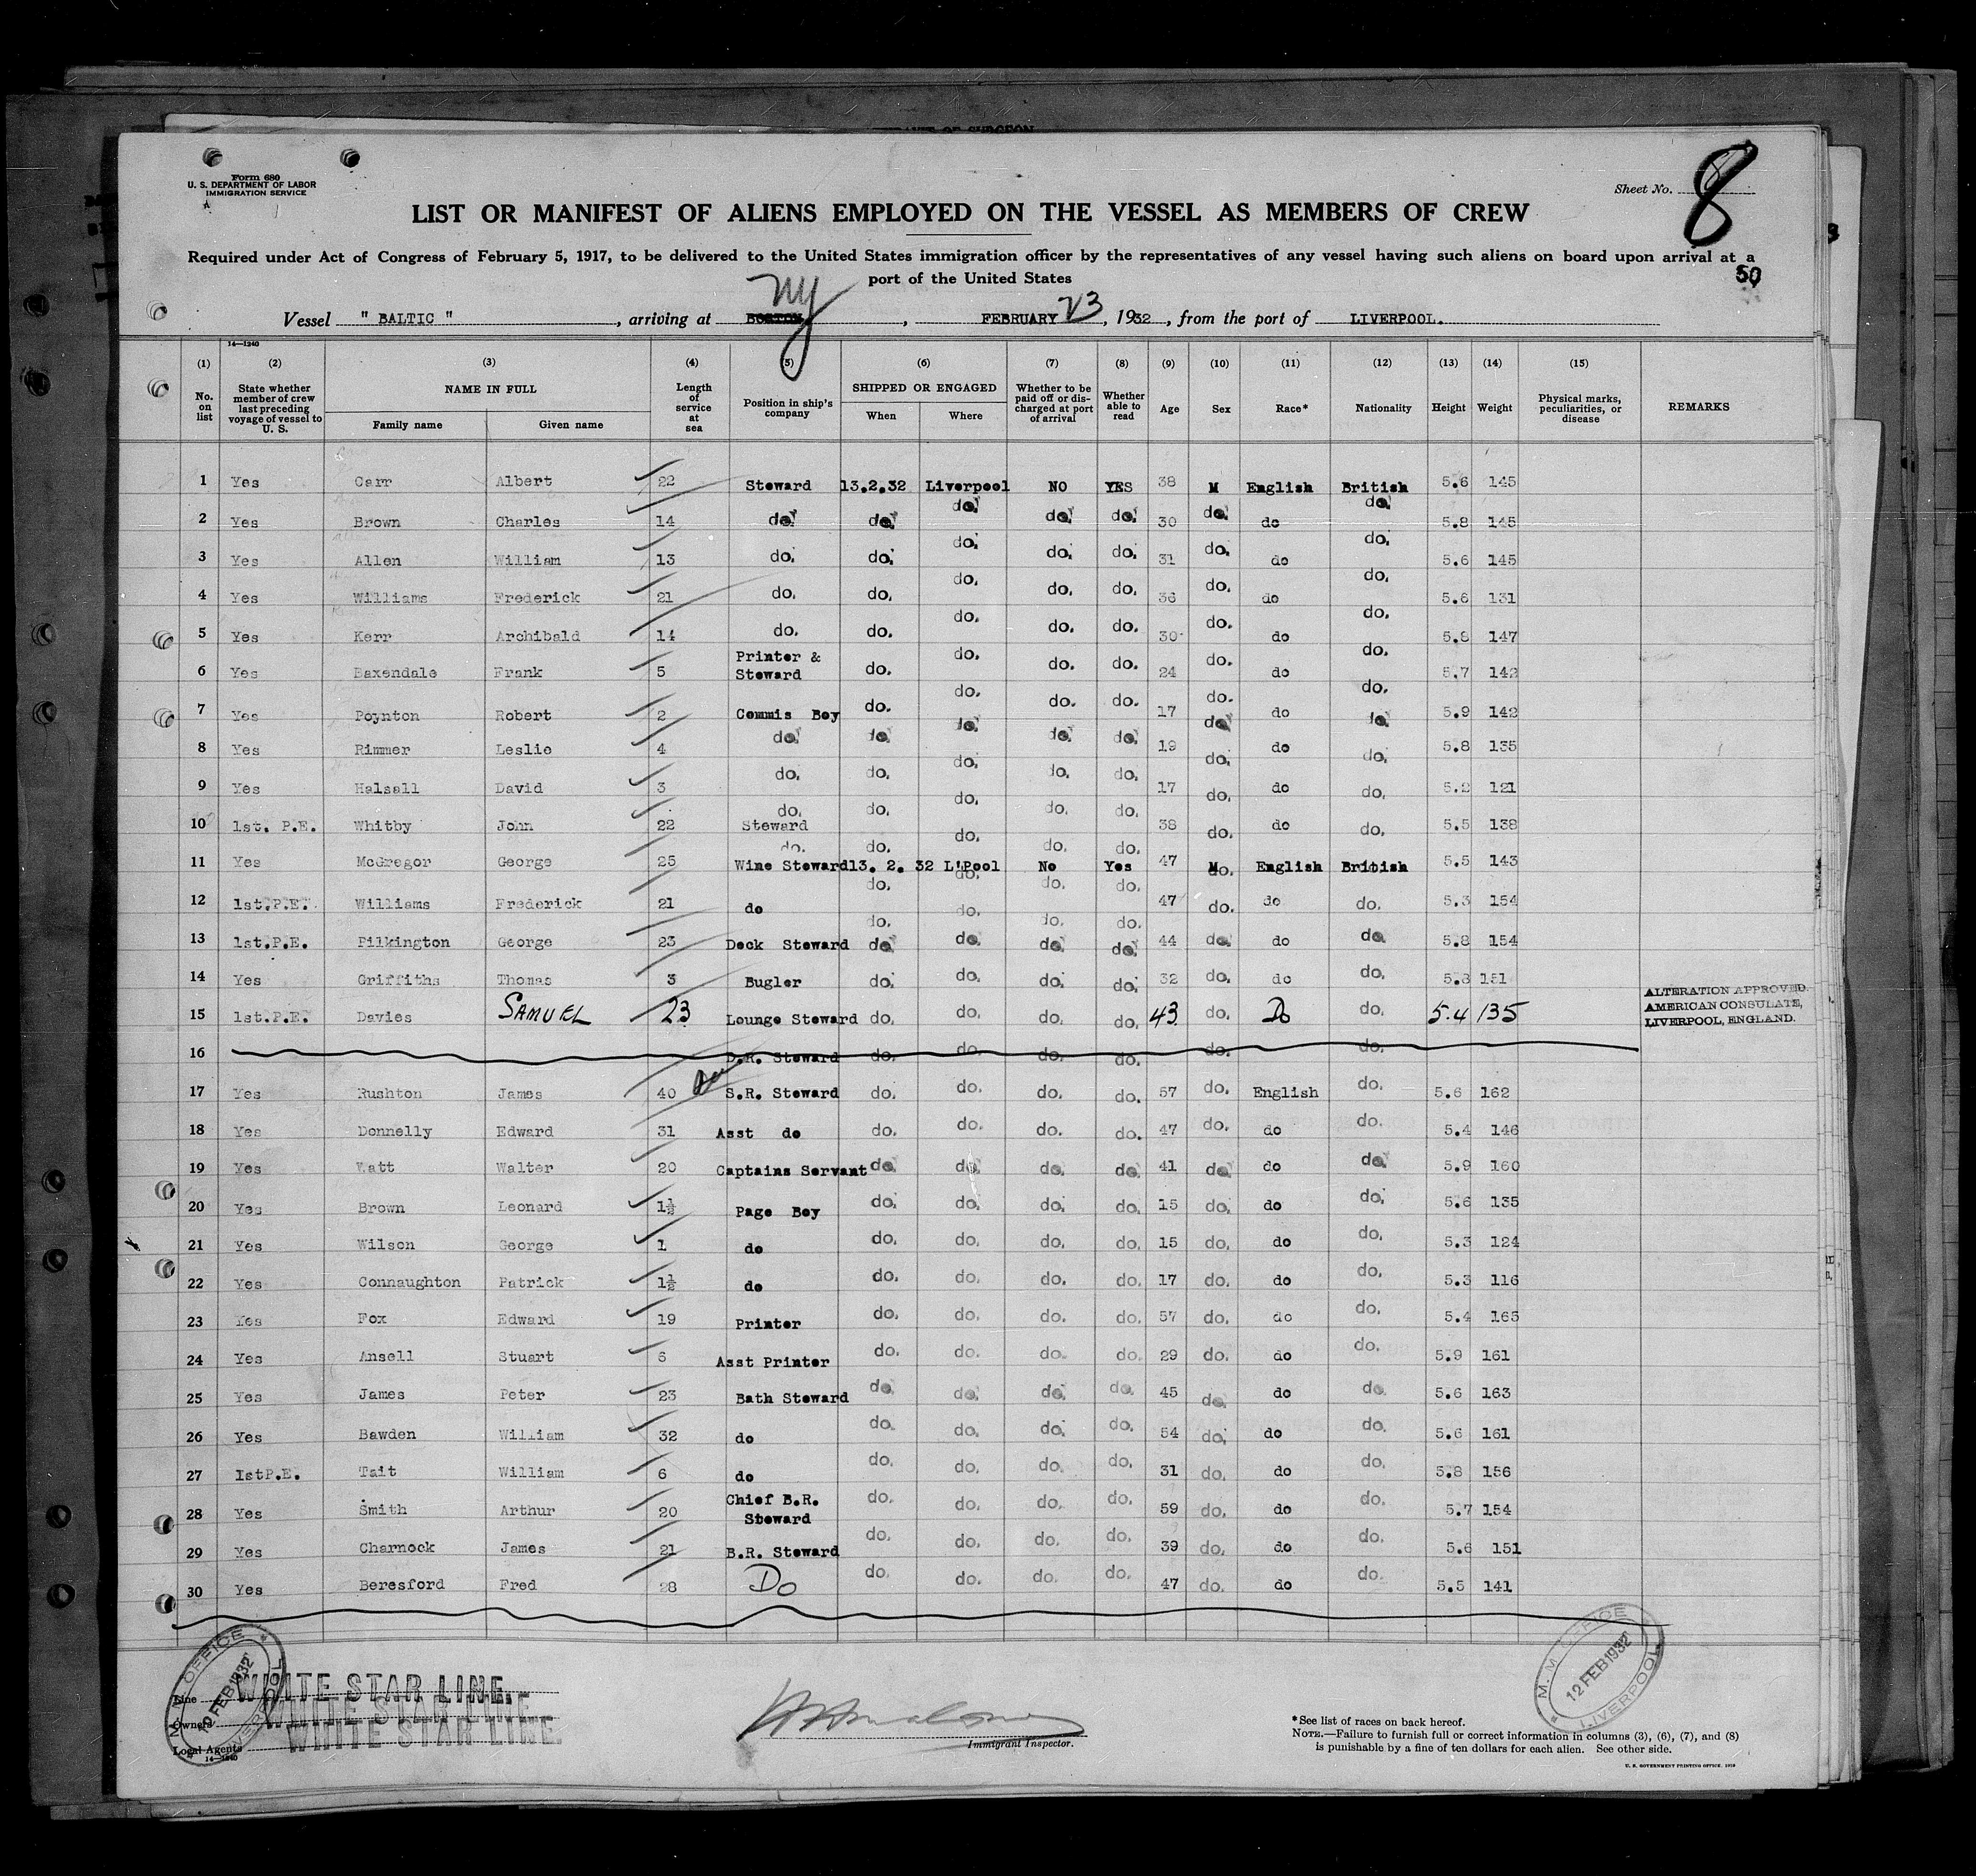 Form 680
U. S. DEPARTMENT OF LABOR
IMMIGRATION SERVICE
Sheet No. 8
LIST OR MANIFEST OF ALIENS EMPLOYED ON THE VESSEL AS MEMBERS OF CREW
Required under Act of Congress of February 5, 1917, to be delivered to the United States immigration officer by the representatives of any vessel having such aliens on board upon arrival at a
port of the United States
50
Vessel " BALTIC " , arriving at BOSTON NY , FEBRUARY 23 , 1932 , from the port of LIVERPOOL.
14—1240
(1) (2) (3) (4) (5) (6) (7) (8) (9) (10) (11) (12) (13) (14) (15)
No. on list State whether member of crew last preceding voyage of vessel to U. S. NAME IN FULL Family name Given name Length of service at sea Position in ship's company SHIPPED OR ENGAGED When Where Whether to be paid off or discharged at port of arrival Whether able to read Age Sex Race* Nationality Height Weight Physical marks, peculiarities, or disease REMARKS
1 Yes Carr Albert 22 Steward 13.2.32 Liverpool NO YES 38 M English British 5.6 145
2 Yes Brown Charles 14 do. do. do. do. do. 30 do. do do. 5.8 145
3 Yes Allen William 13 do. do. do. do. do. 31 do. do do. 5.6 145
4 Yes Williams Frederick 21 do. do. do. do. do. 36 do. do do. 5.6 131
5 Yes Kerr Archibald 14 do. do. do. do. do. 30 do. do do. 5.8 147
6 Yes Baxendale Frank 5 Printer & Steward do. do. do. do. 24 do. do do. 5.7 142
7 Yes Poynton Robert 2 Commis Boy do. do. do. do. 17 do. do do. 5.9 142
8 Yes Rimmer Leslie 4 do. do. do. do. do. 19 do. do do. 5.8 135
9 Yes Halsall David 3 do. do. do. do. do. 17 do. do do. 5.2 121
10 1st. P.E. Whitby John 22 do. Steward do. do. do. do. 38 do. do do. 5.5 138
11 Yes McGregor George 25 do. Wine Steward 13. 2. 32 L'Pool No Yes 47 M English British 5.5 143
12 1st.P.E. Williams Frederick 21 do do. do. do. do. 47 do. do do. 5.3 154
13 1st.P.E. Pilkington George 23 Deck Steward do. do. do. do. 44 do. do do. 5.8 154
14 Yes Griffiths Thomas 3 Bugler do. do. do. do. 32 do. do do. 5.8 151
15 1st.P.E. Davies SAMUEL 23 Lounge Steward do. do. do. do. 43 do. Do do. 5.4 135 ALTERATION APPROVED.
AMERICAN CONSULATE,
LIVERPOOL, ENGLAND.
16 D.R. Steward do. do. do. do. do. do.
17 Yes Rushton James 40 S.R. Steward do. do. do. do. 57 do. English do. 5.6 162
18 Yes Donnelly Edward 31 Asst do do. do. do. do. 47 do. do do. 5.4 146
19 Yes Watt Walter 20 Captains Servant do. do. do. do. 41 do. do do. 5.9 160
20 Yes Brown Leonard 1½ Page Boy do. do. do. do. 15 do. do do. 5.6 135
21 Yes Wilson George 1 do do. do. do. do. 15 do. do do. 5.3 124
22 Yes Connaughton Patrick 1½ do do. do. do. do. 17 do. do do. 5.3 116
23 Yes Fox Edward 19 Printer do. do. do. do. 57 do. do do. 5.4 165
24 Yes Ansell Stuart 6 Asst Printer do. do. do. do. 29 do. do do. 5.9 161
25 Yes James Peter 23 Bath Steward do. do. do. do. 45 do. do do. 5.6 163
26 Yes Bawden William 32 do do. do. do. do. 54 do. do do. 5.6 161
27 1stP.E. Tait William 6 do do. do. do. do. 31 do. do do. 5.8 156
28 Yes Smith Arthur 20 Chief B.R. Steward do. do. do. do. 59 do. do do. 5.7 154
29 Yes Charnock James 21 B.R. Steward do. do. do. do. 39 do. do do. 5.6 151
30 Yes Beresford Fred 28 Do do. do. do. do. 47 do. do do. 5.5 141
M. M. OFFICE LIVERPOOL 12 FEB 1932
Line WHITE STAR LINE.
Owners WHITE STAR LINE
Local Agents WHITE STAR LINE
14—1240
Immigrant Inspector.
M. M. OFFICE LIVERPOOL 12 FEB 1932
*See list of races on back hereof.
NOTE.—Failure to furnish full or correct information in columns (3), (6), (7), and (8)
is punishable by a fine of ten dollars for each alien. See other side.
U. S. GOVERNMENT PRINTING OFFICE: 1929